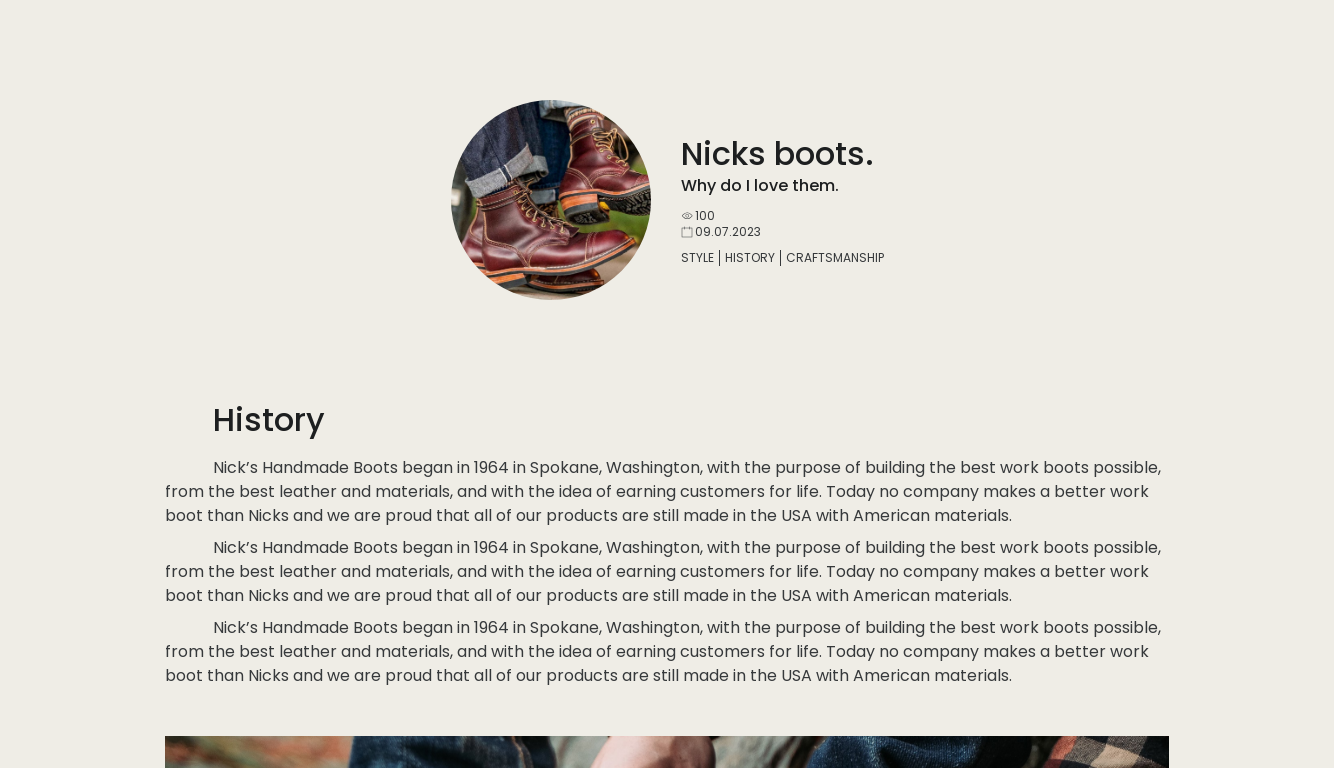 Nicks boots.
Why do I love them.
100
09.07.2023
STYLE | HISTORY | CRAFTSMANSHIP
History
Nick’s Handmade Boots began in 1964 in Spokane, Washington, with the purpose of building the best work boots possible,
from the best leather and materials, and with the idea of earning customers for life. Today no company makes a better work
boot than Nicks and we are proud that all of our products are still made in the USA with American materials.
Nick’s Handmade Boots began in 1964 in Spokane, Washington, with the purpose of building the best work boots possible,
from the best leather and materials, and with the idea of earning customers for life. Today no company makes a better work
boot than Nicks and we are proud that all of our products are still made in the USA with American materials.
Nick’s Handmade Boots began in 1964 in Spokane, Washington, with the purpose of building the best work boots possible,
from the best leather and materials, and with the idea of earning customers for life. Today no company makes a better work
boot than Nicks and we are proud that all of our products are still made in the USA with American materials.